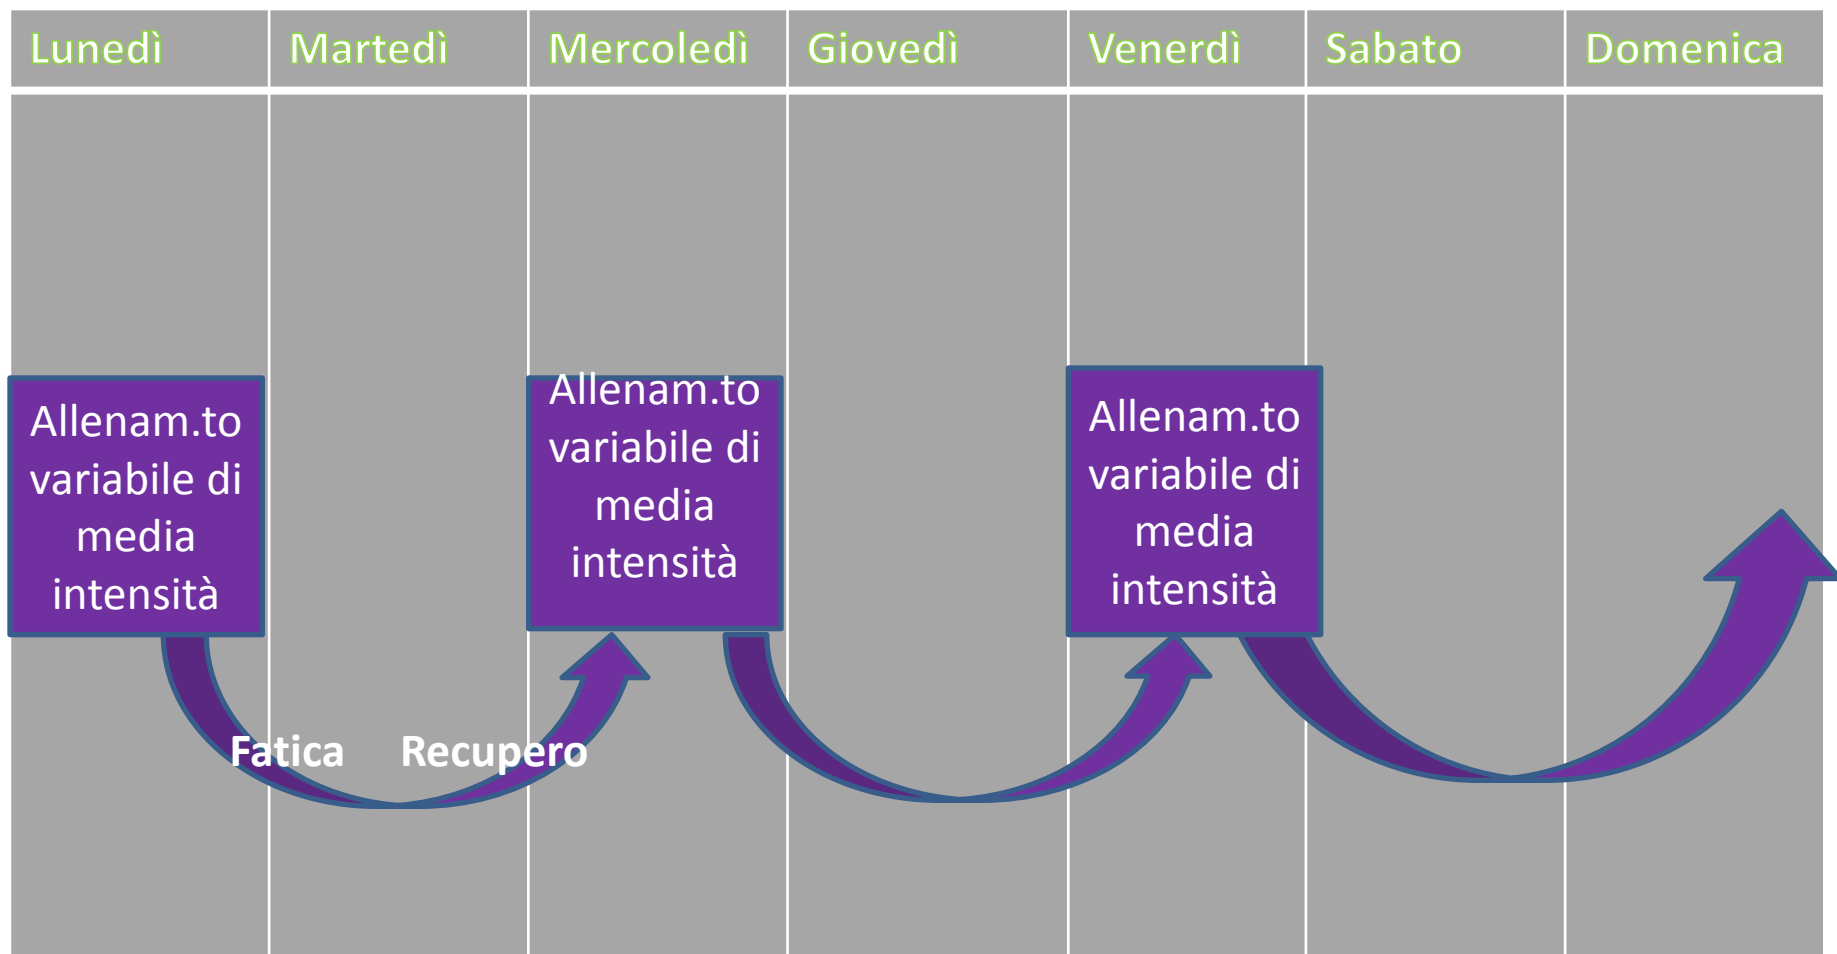 Lunedì Martedì Mercoledì Giovedì Venerdì Sabato Domenica
Allenam.to
variabile di
media
intensità
Allenam.to
variabile di
media
intensità
Allenam.to
variabile di
media
intensità
Fatica Recupero